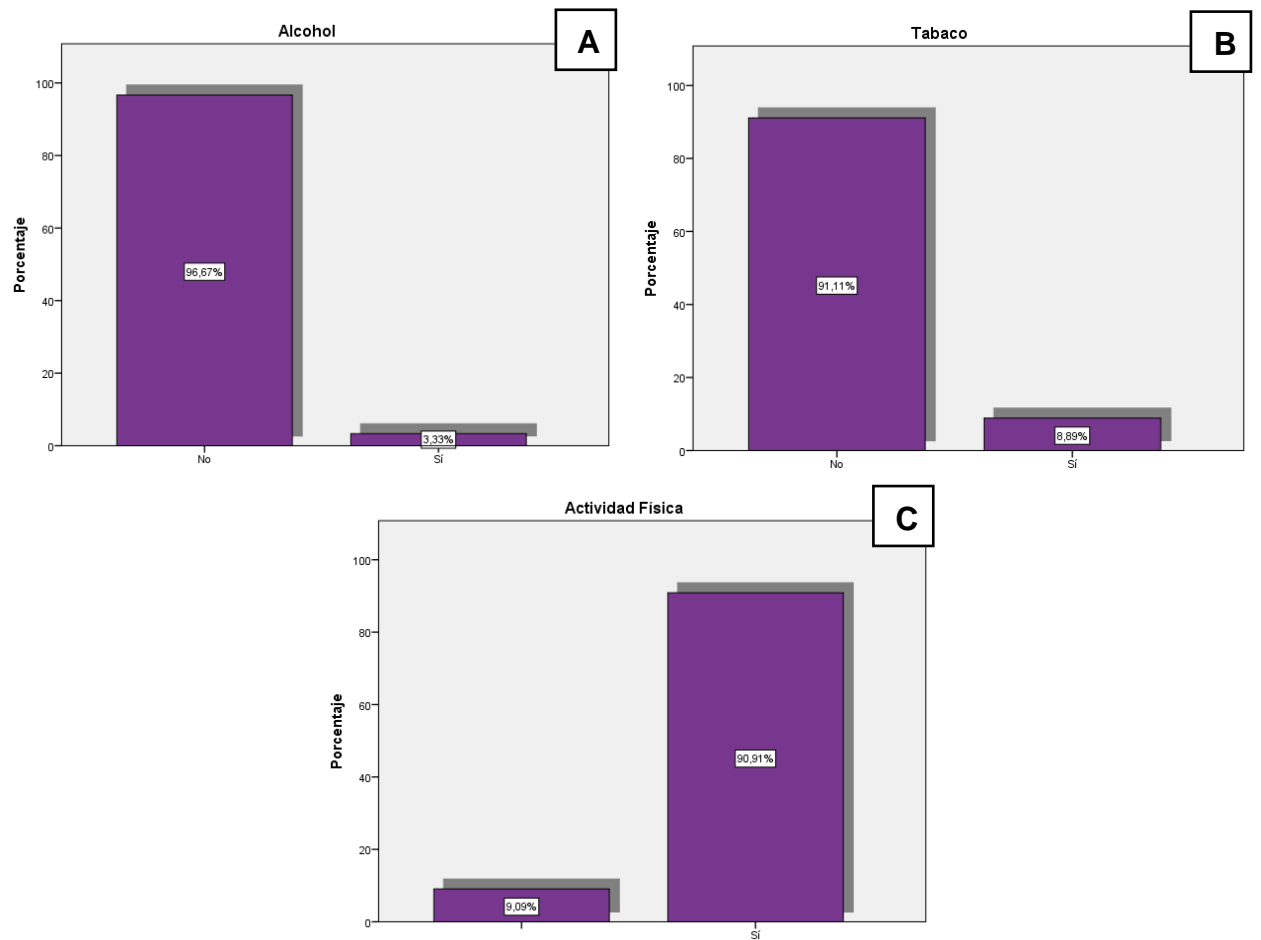 Alcohol
A
Porcentaje
100
80
60
40
20
0
96,67%
3,33%
No
Sí
Tabaco
B
Porcentaje
100
80
60
40
20
0
91,11%
8,89%
No
Sí
Actividad Física
C
Porcentaje
100
80
60
40
20
0
9,09%
90,91%
Sí